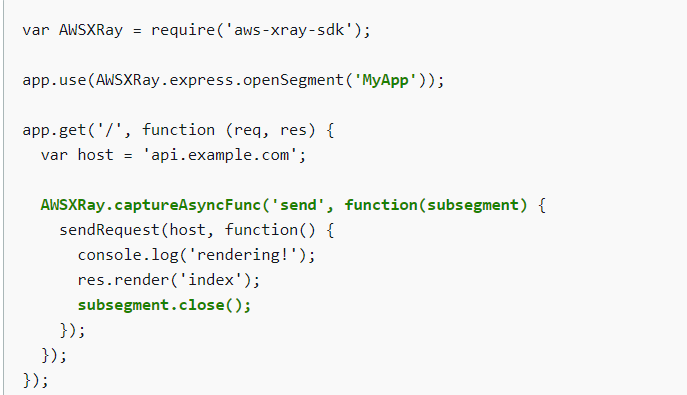 var AWSXRay = require('aws-xray-sdk');
app.use(AWSXRay.express.openSegment('MyApp'));
app.get('/', function (req, res) {
  var host = 'api.example.com';
  AWSXRay.captureAsyncFunc('send', function(subsegment) {
    sendRequest(host, function() {
      console.log('rendering!');
      res.render('index');
      subsegment.close();
    });
  });
});